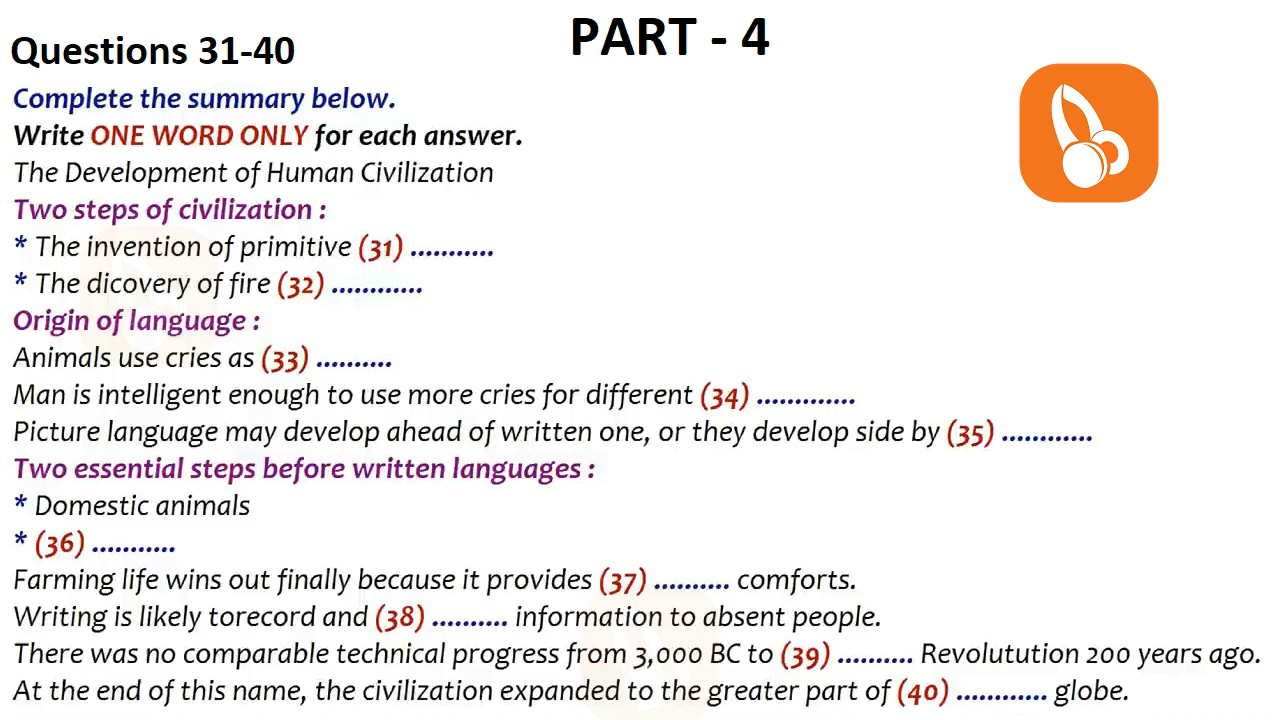 PART - 4
Questions 31-40
Complete the summary below.
Write ONE WORD ONLY for each answer.
The Development of Human Civilization
Two steps of civilization :
* The invention of primitive (31) ...........
* The dicovery of fire (32) ............
Origin of language :
Animals use cries as (33) ..........
Man is intelligent enough to use more cries for different (34) .............
Picture language may develop ahead of written one, or they develop side by (35) ............
Two essential steps before written languages :
* Domestic animals
* (36) ...........
Farming life wins out finally because it provides (37) .......... comforts.
Writing is likely torecord and (38) .......... information to absent people.
There was no comparable technical progress from 3,000 BC to (39) .......... Revolutution 200 years ago.
At the end of this name, the civilization expanded to the greater part of (40) ............ globe.